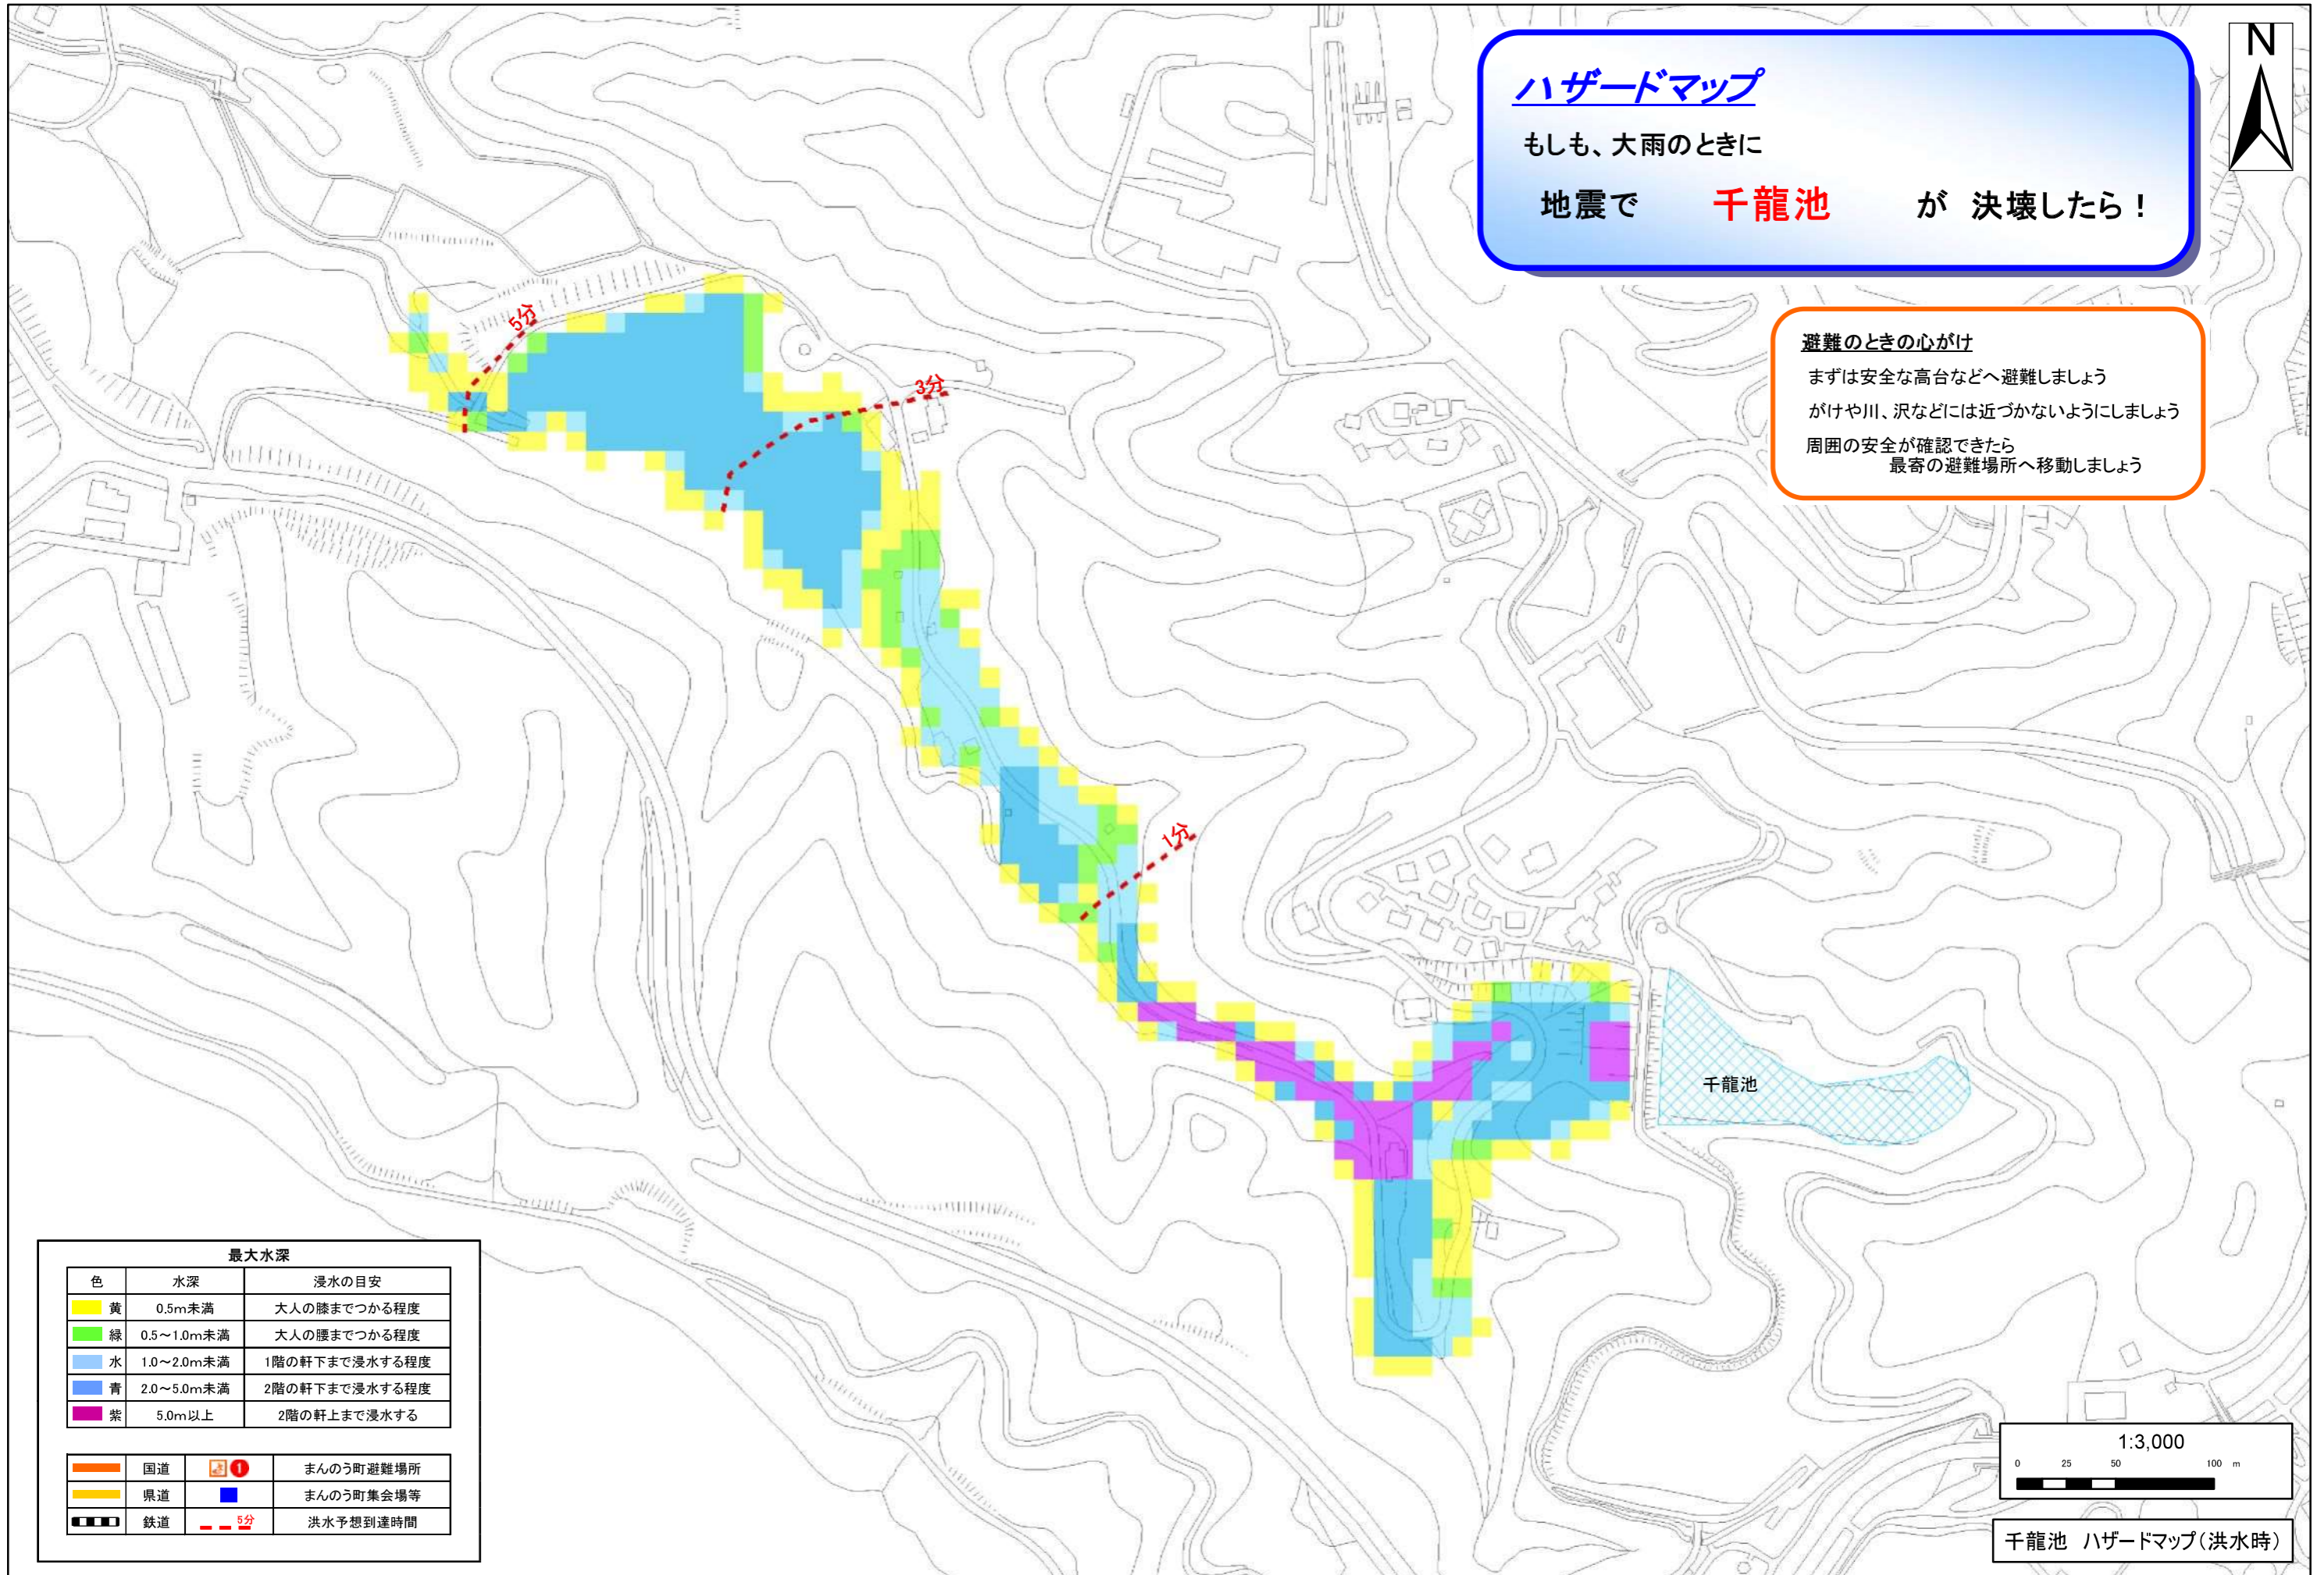 ハザードマップ
もしも、大雨のときに
地震で 千龍池 が 決壊したら！
N
避難のときの心がけ
まずは安全な高台などへ避難しましょう
がけや川、沢などには近づかないようにしましょう
周囲の安全が確認できたら
最寄の避難場所へ移動しましょう
5分
3分
1分
千龍池
最大水深
色 水深 浸水の目安
黄 0.5m未満 大人の膝までつかる程度
緑 0.5～1.0m未満 大人の腰までつかる程度
水 1.0～2.0m未満 1階の軒下まで浸水する程度
青 2.0～5.0m未満 2階の軒下まで浸水する程度
紫 5.0m以上 2階の軒上まで浸水する
国道 1 まんのう町避難場所
県道 まんのう町集会場等
鉄道 5分 洪水予想到達時間
1:3,000
0 25 50 100 m
千龍池 ハザードマップ（洪水時）